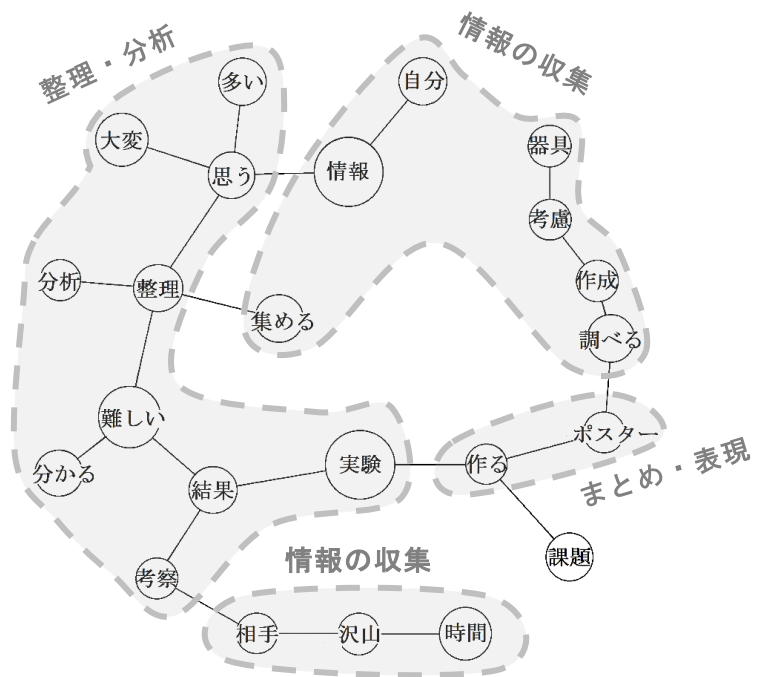 整理・分析
情報の収集
多い
自分
大変
器具
思う
情報
考慮
分析
整理
作成
集める
調べる
難しい
ポスター
分かる
実験
作る
まとめ・表現
結果
情報の収集
課題
考察
相手
沢山
時間